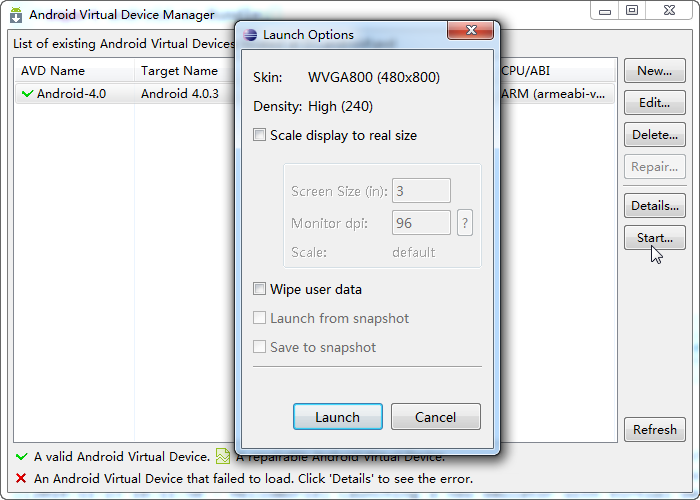 Android Virtual Device Manager
Launch Options
List of existing Android Virtual Devices
AVD Name Target Name CPU/ABI
Android-4.0 Android 4.0.3 ARM (armeabi-v...
Skin: WVGA800 (480x800)
Density: High (240)
Scale display to real size
Screen Size (in): 3
Monitor dpi: 96 ?
Scale: default
Wipe user data
Launch from snapshot
Save to snapshot
Launch Cancel
New...
Edit...
Delete...
Repair...
Details...
Start...
Refresh
A valid Android Virtual Device. A repairable Android Virtual Device.
An Android Virtual Device that failed to load. Click 'Details' to see the error.